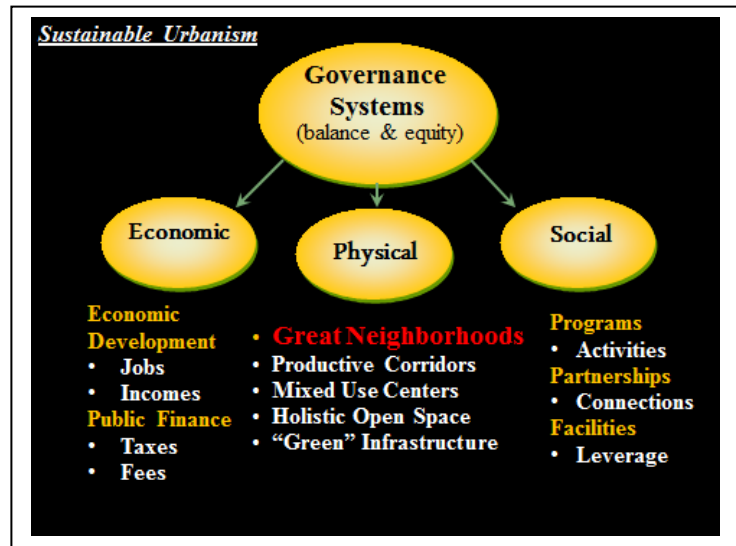 Sustainable Urbanism
Governance
Systems
(balance & equity)
Economic
Physical
Social
Economic
Development
• Jobs
• Incomes
Public Finance
• Taxes
• Fees
• Great Neighborhoods
• Productive Corridors
• Mixed Use Centers
• Holistic Open Space
• “Green” Infrastructure
Programs
• Activities
Partnerships
• Connections
Facilities
• Leverage